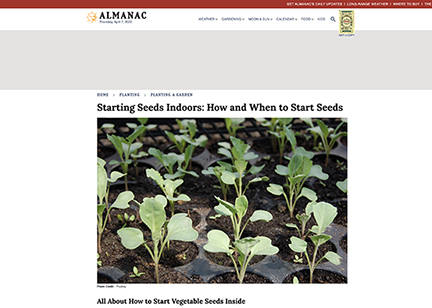 GET ALMANAC'S DAILY UPDATES | LONG-RANGE WEATHER | WHERE TO BUY | THE
ALMANAC
Thursday, April 7, 2022
WEATHER GARDENING MOON & SUN CALENDAR FOOD KIDS
HOME > PLANTING > PLANTING A GARDEN
Starting Seeds Indoors: How and When to Start Seeds
Photo Credit: Pixabay
All About How to Start Vegetable Seeds Inside